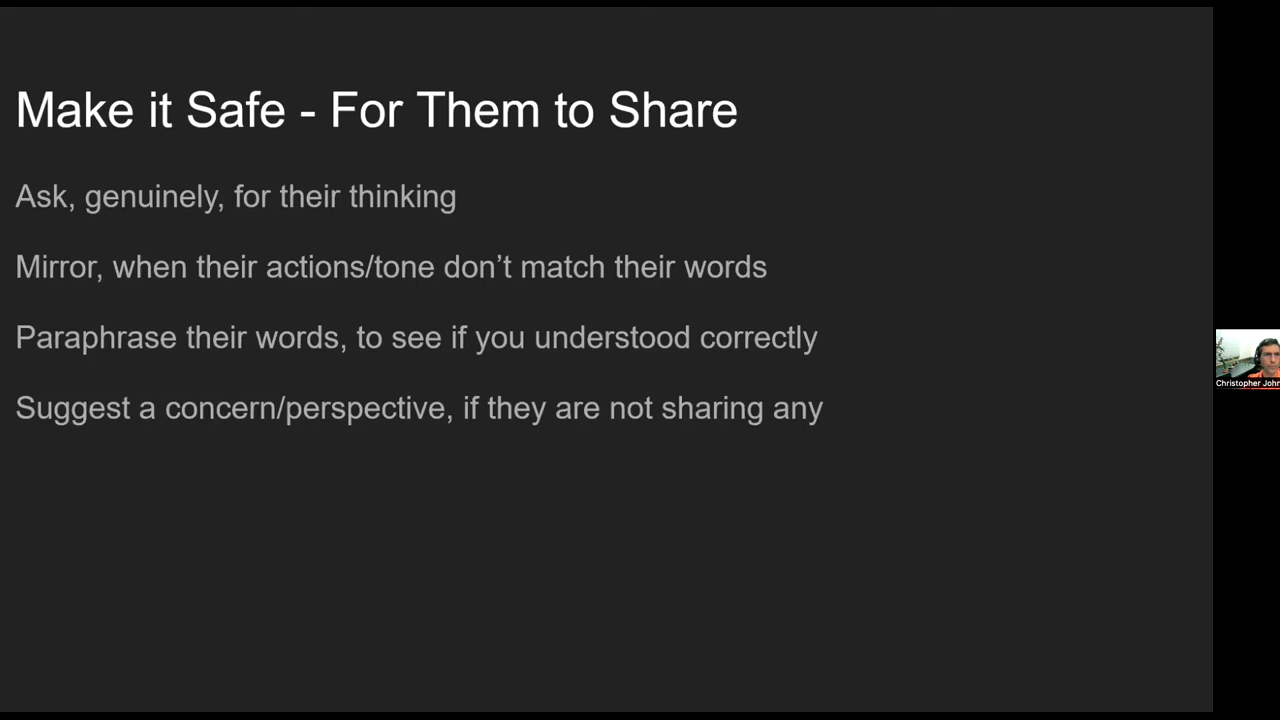 Make it Safe - For Them to Share
Ask, genuinely, for their thinking
Mirror, when their actions/tone don’t match their words
Paraphrase their words, to see if you understood correctly
Suggest a concern/perspective, if they are not sharing any
Christopher John